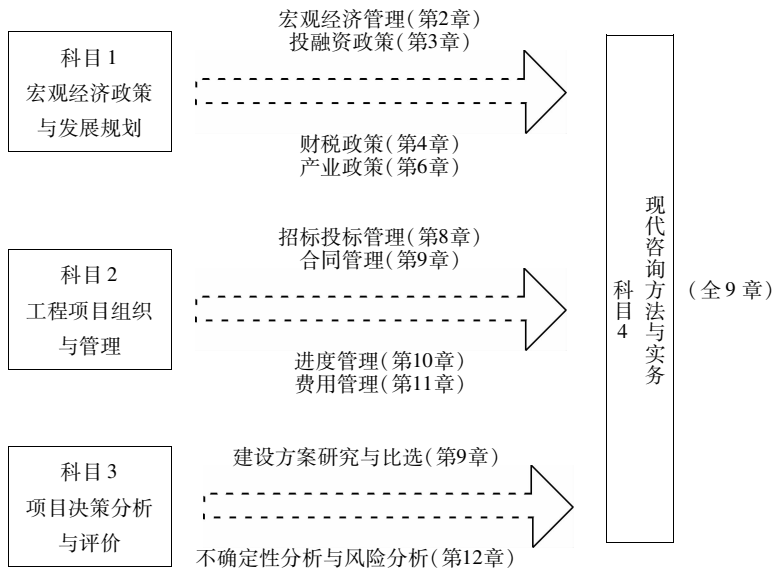 宏观经济管理(第2章)
投融资政策(第3章)
科目1
宏观经济政策
与发展规划
财税政策(第4章)
产业政策(第6章)
招标投标管理(第8章)
合同管理(第9章)
科目2
工程项目组织
与管理
进度管理(第10章)
费用管理(第11章)
科目3
项目决策分析
与评价
建设方案研究与比选(第9章)
不确定性分析与风险分析(第12章)
科目4
现代咨询方法与实务
(全9章)